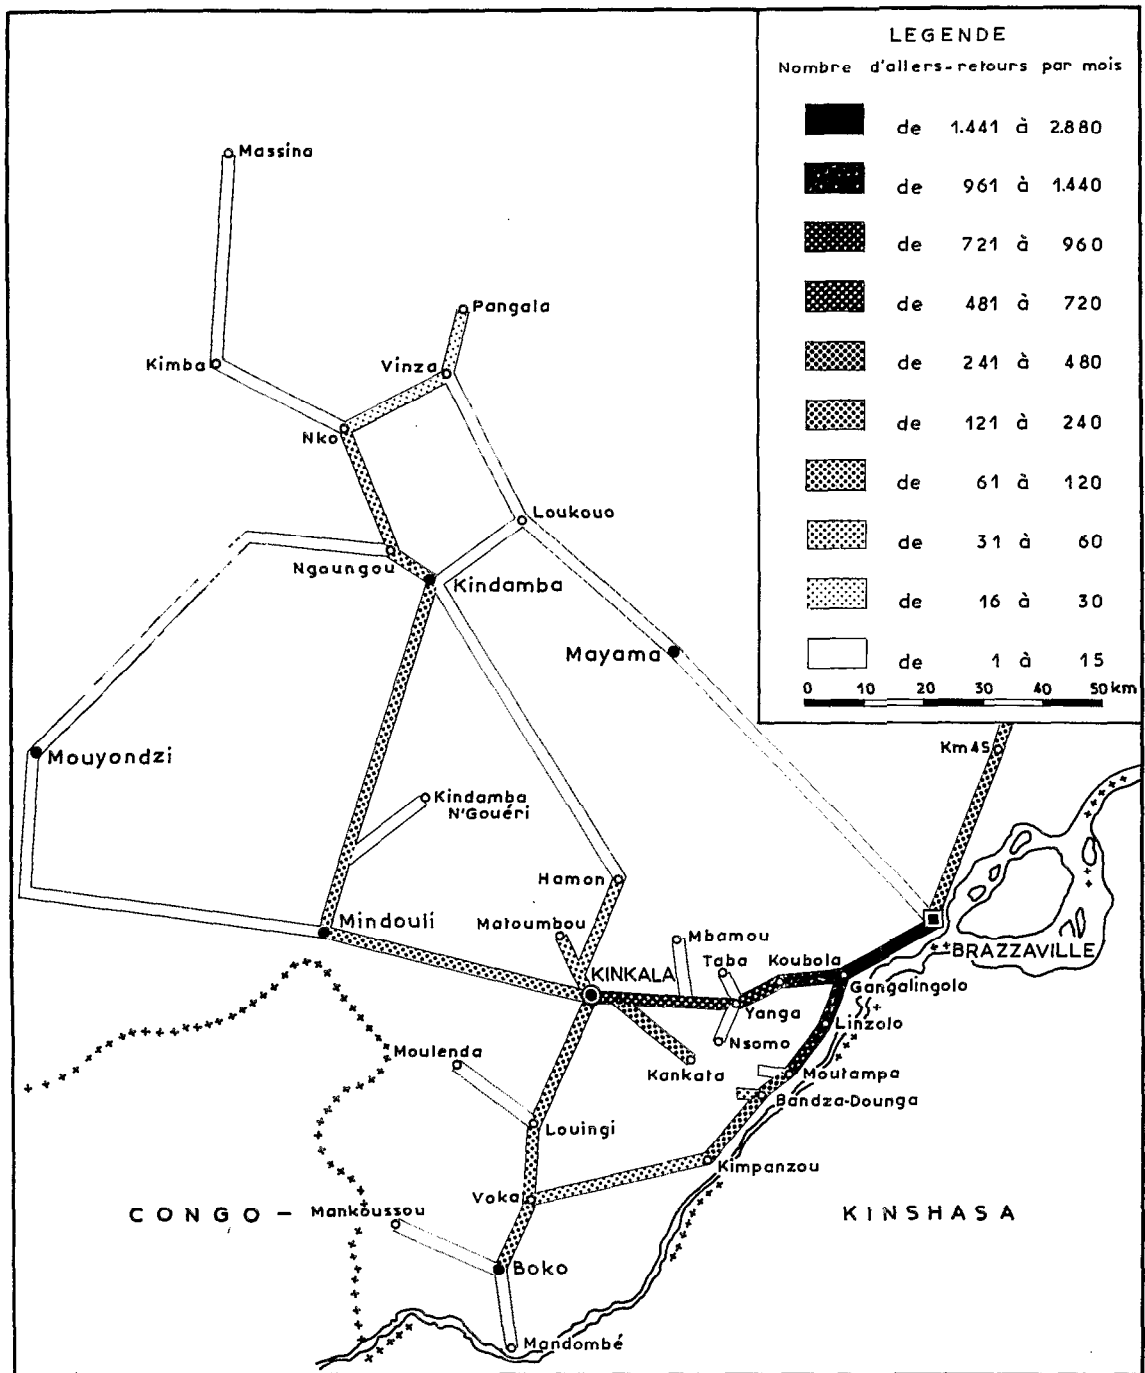 LEGENDE
Nombre d'allers-retours par mois
de 1.441 à 2.880
de 961 à 1.440
de 721 à 960
de 481 à 720
de 241 à 480
de 121 à 240
de 61 à 120
de 31 à 60
de 16 à 30
de 1 à 15
0 10 20 30 40 50 km
Massina
Pangala
Kimba
Vinza
Nko
Loukouo
Ngoungou
Kindamba
Mayama
Km 45
Mouyondzi
Kindamba
N'Gouéri
Hamon
Mindouli
Matoumbou
Mbamou
Taba
Koubola
BRAZZAVILLE
KINKALA
Gangalingolo
Yanga
Linzolo
Nsomo
Moulenda
Kankata
Moutampa
Bandza-Dounga
Louingi
Kimpanzou
Voka
Mankoussou
CONGO - KINSHASA
Boko
Mandombé